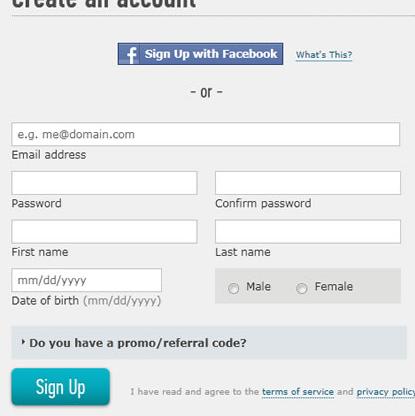 Create an account
f Sign Up with Facebook What's This?
- or -
e.g. me@domain.com
Email address
Password Confirm password
First name Last name
mm/dd/yyyy Male Female
Date of birth (mm/dd/yyyy)
Do you have a promo/referral code?
Sign Up I have read and agree to the terms of service and privacy policy